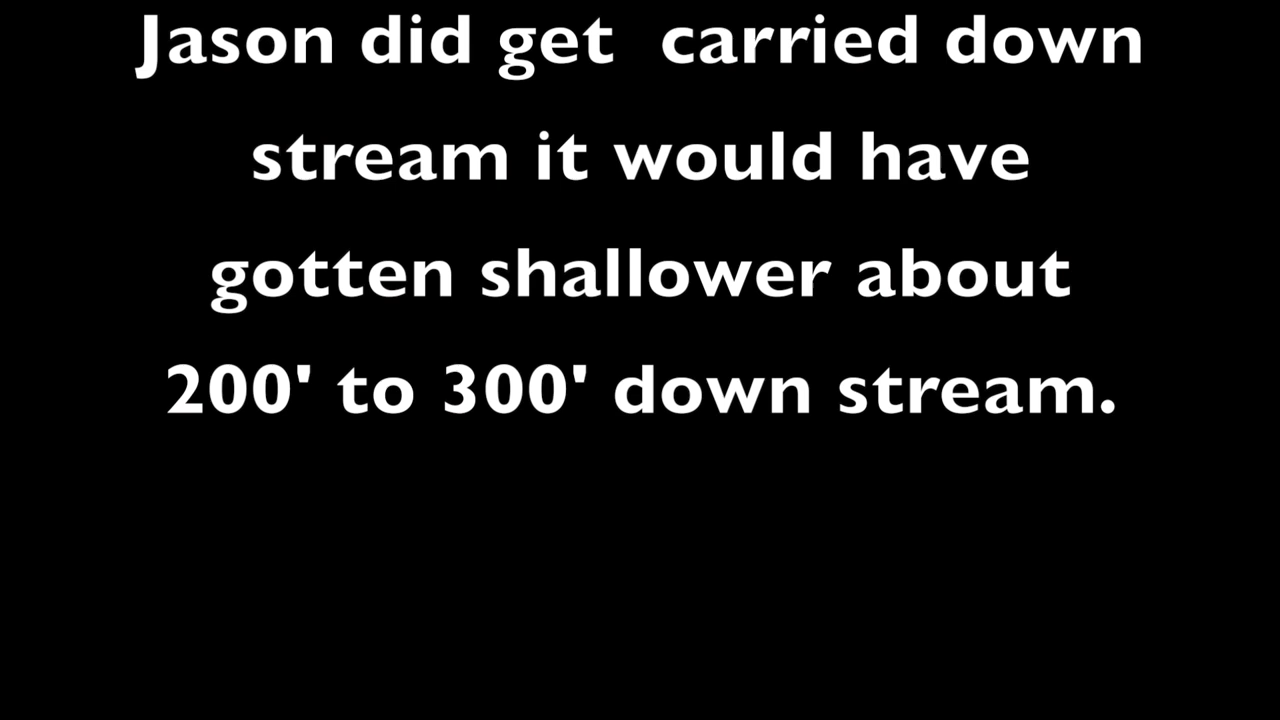 Jason did get  carried down
stream it would have
gotten shallower about
200' to 300' down stream.